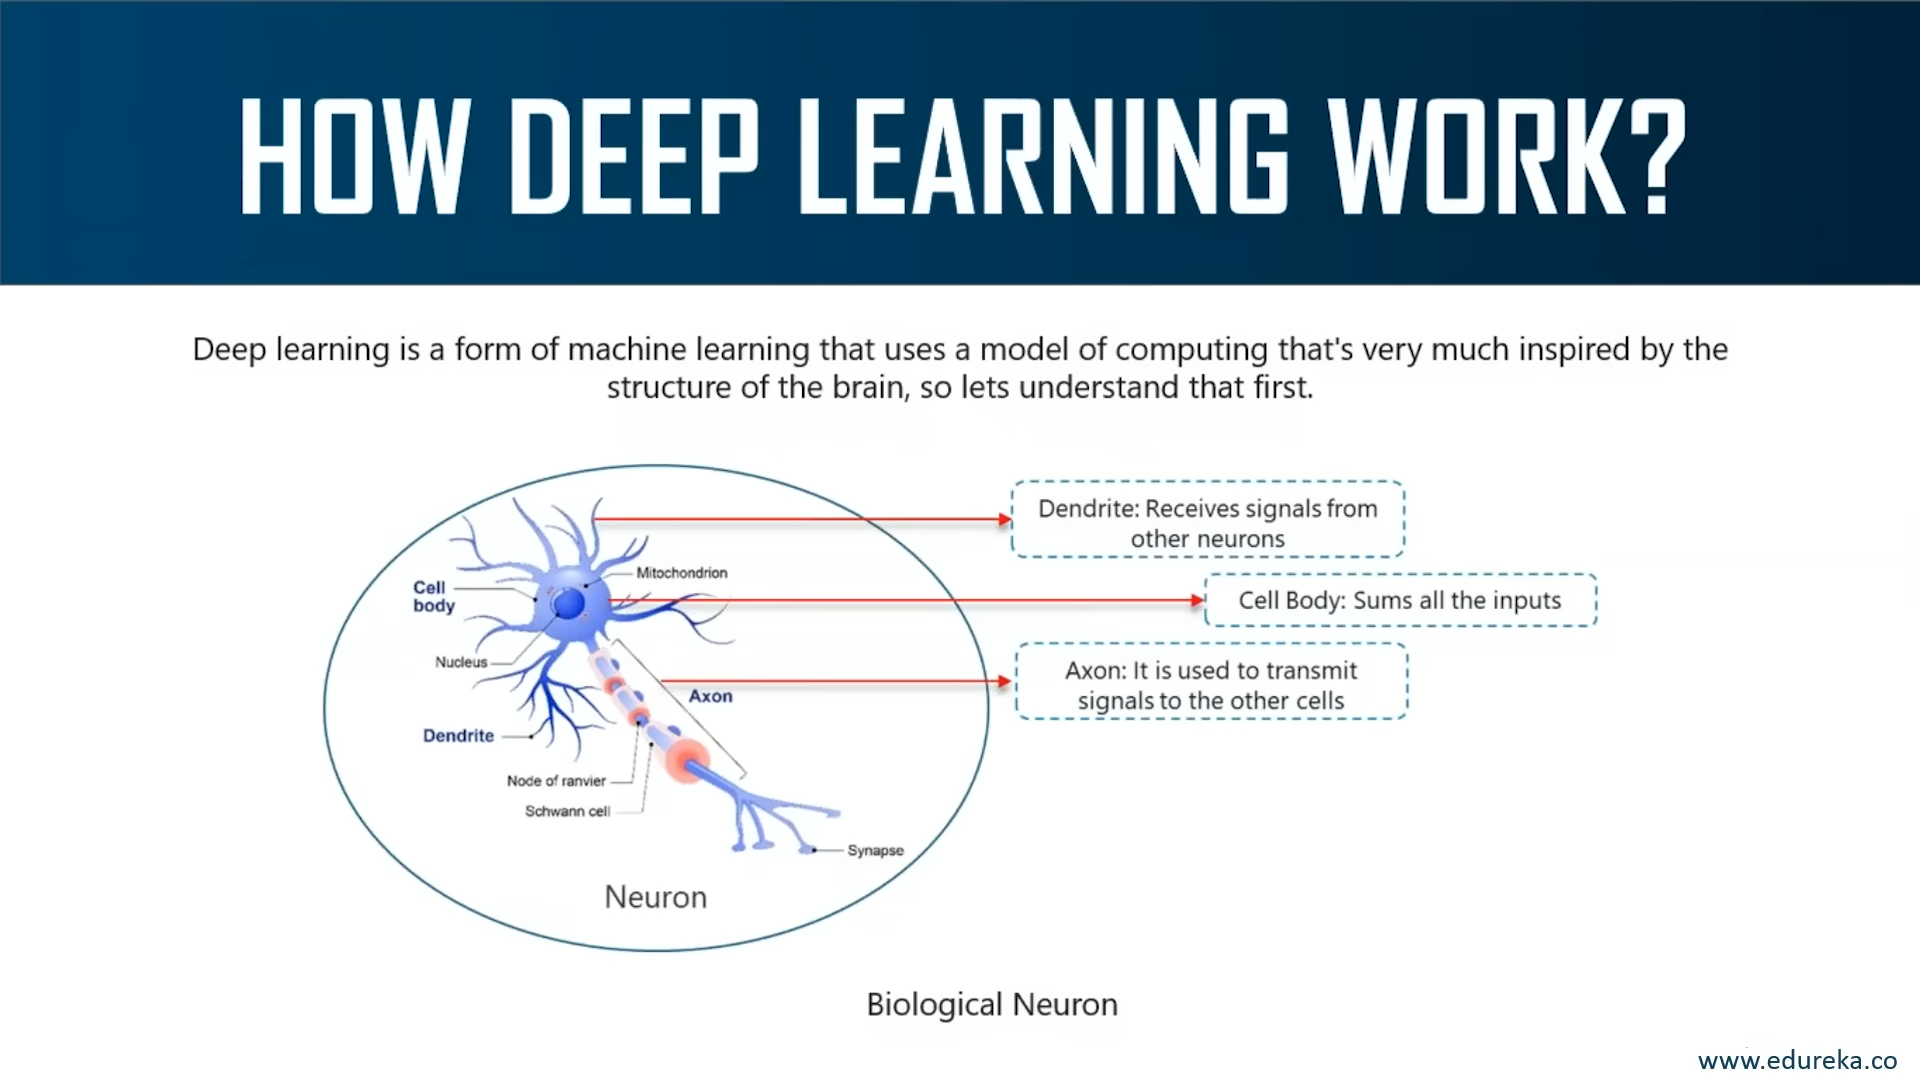 HOW DEEP LEARNING WORK?
Deep learning is a form of machine learning that uses a model of computing that's very much inspired by the
structure of the brain, so lets understand that first.
Dendrite: Receives signals from
other neurons
Mitochondrion
Cell
body
Cell Body: Sums all the inputs
Nucleus
Axon: It is used to transmit
signals to the other cells
Axon
Dendrite
Node of ranvier
Schwann cell
Synapse
Neuron
Biological Neuron
www.edureka.co